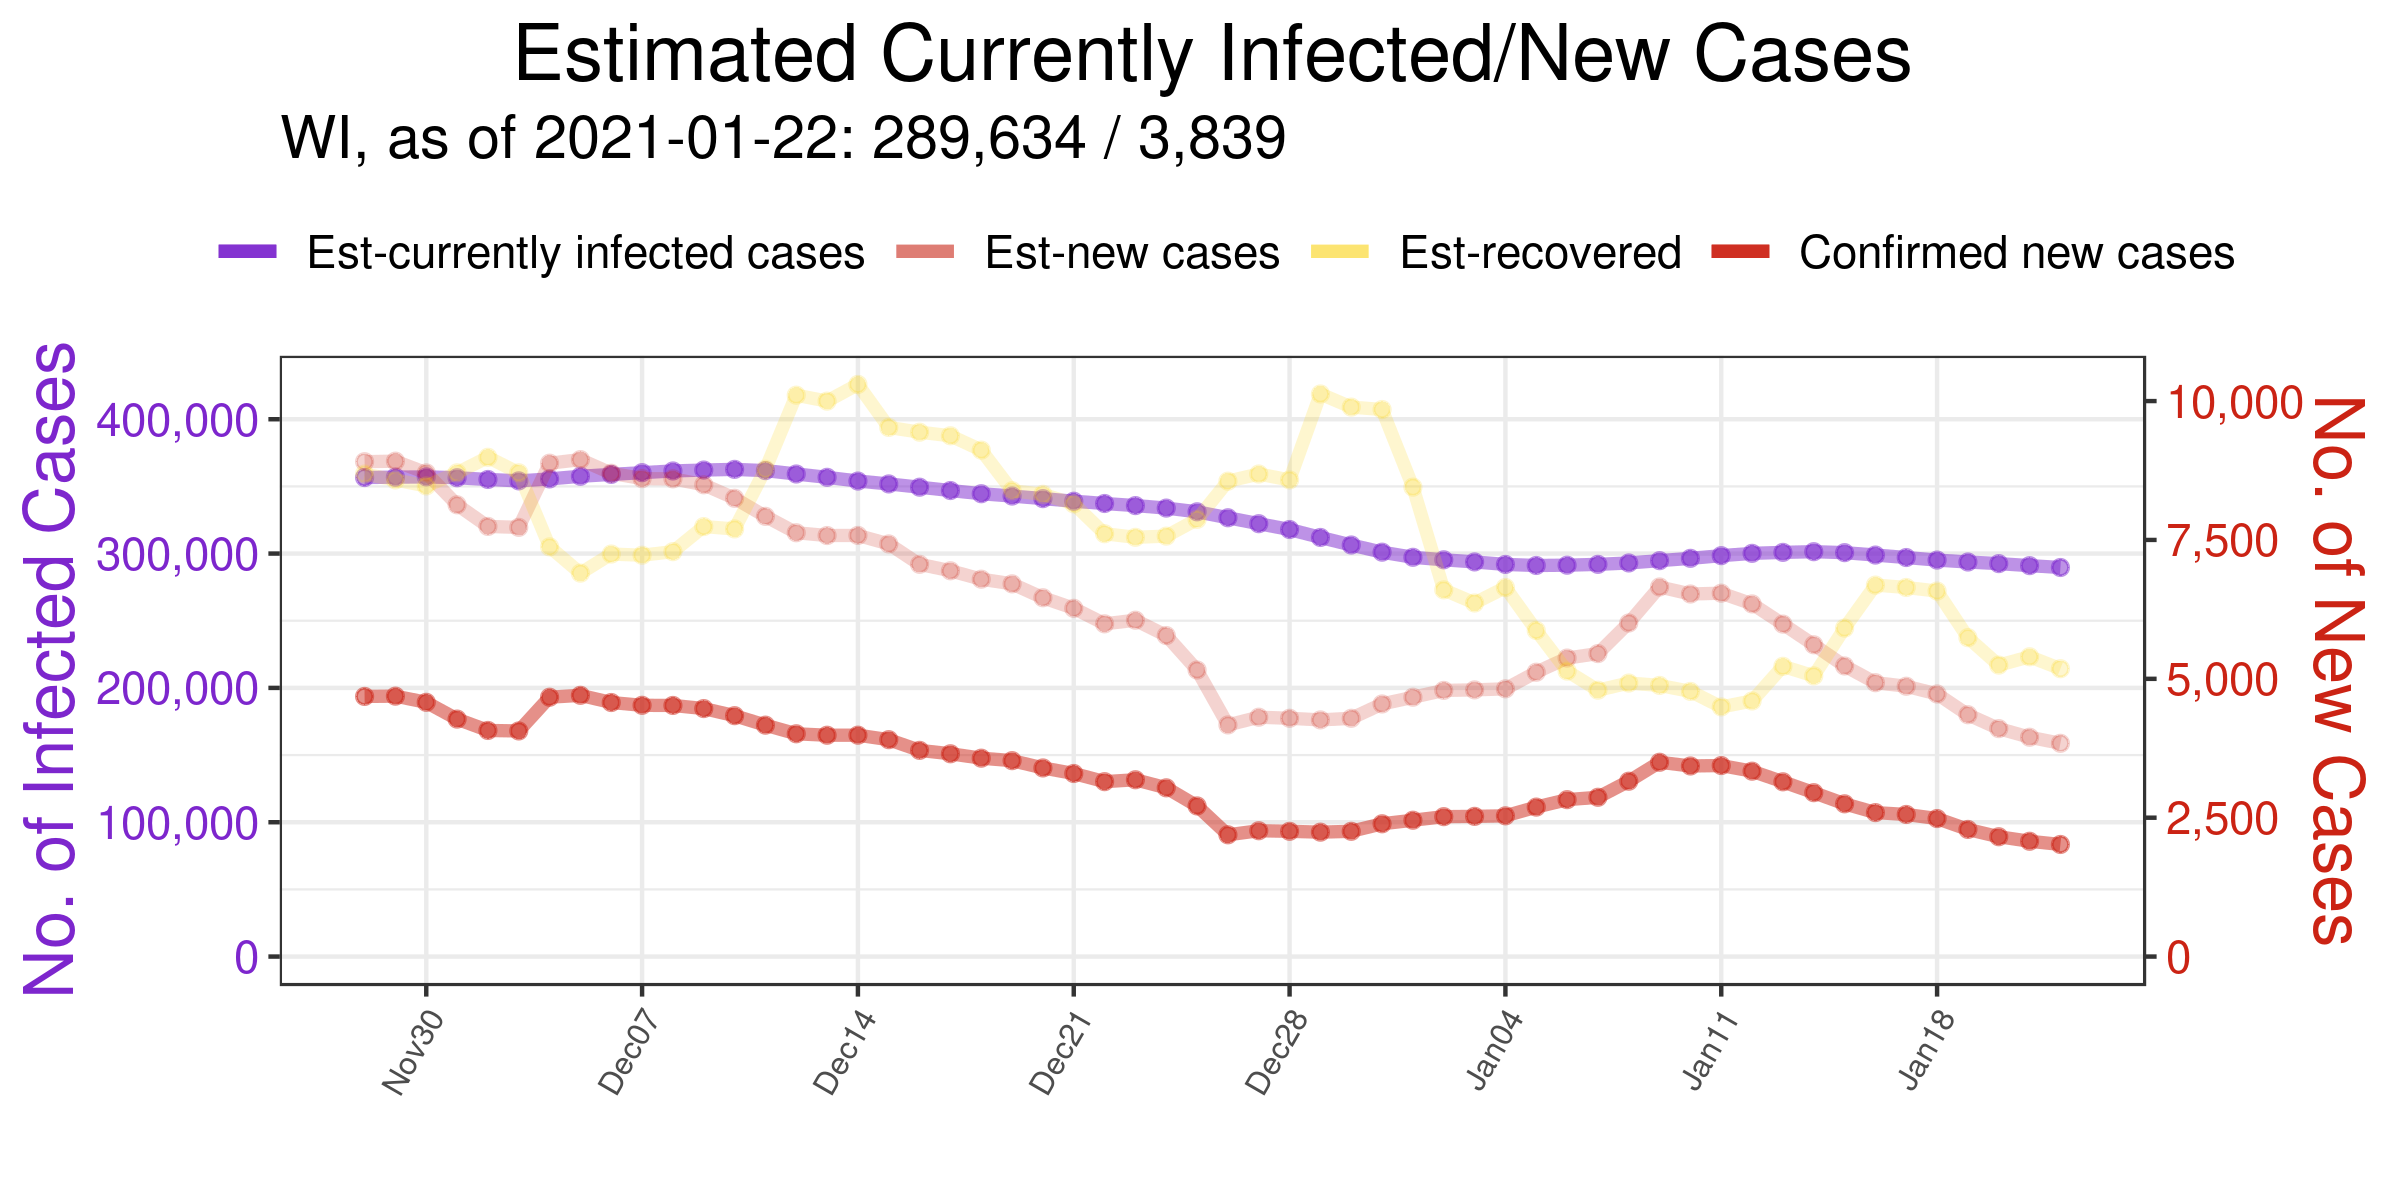 Estimated Currently Infected/New Cases
WI, as of 2021-01-22: 289,634 / 3,839
Est-currently infected cases Est-new cases Est-recovered Confirmed new cases
No. of Infected Cases
400,000
300,000
200,000
100,000
0
10,000
7,500
5,000
2,500
0
No. of New Cases
Nov30 Dec07 Dec14 Dec21 Dec28 Jan04 Jan11 Jan18